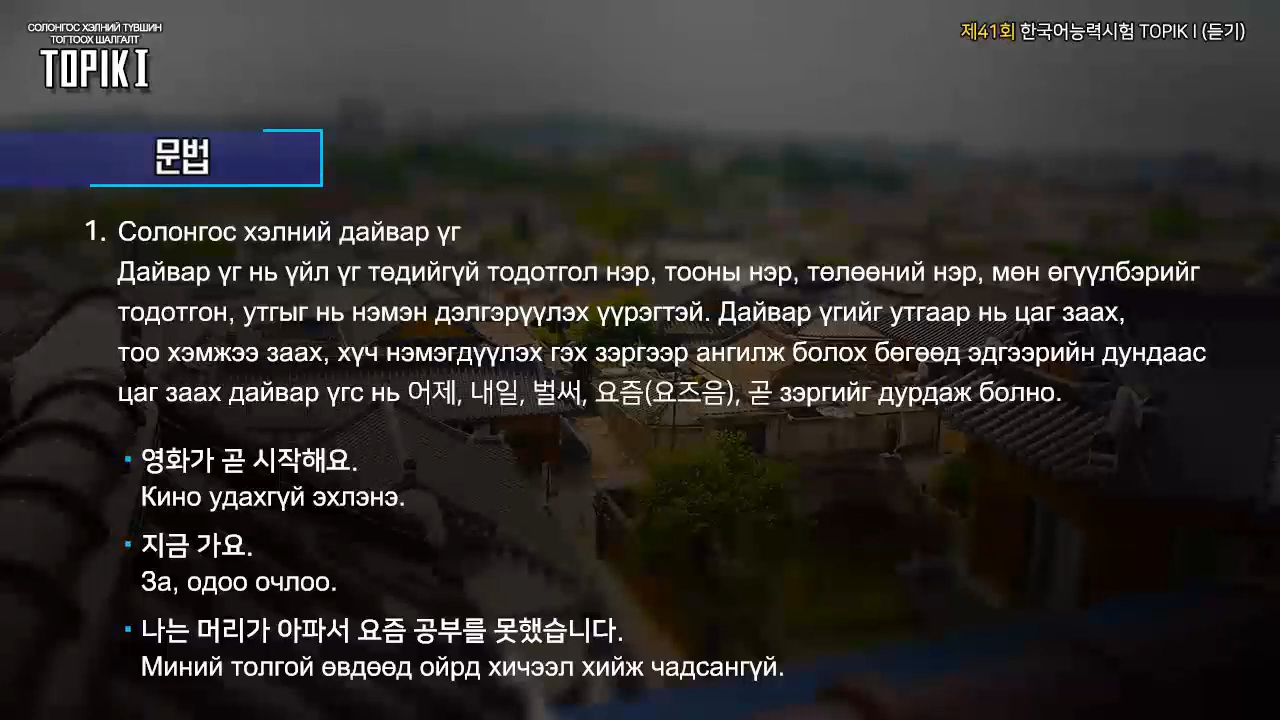 СОЛОНГОС ХЭЛНИЙ ТҮВШИН
ТОГТООХ ШАЛГАЛТ
TOPIK I
제41회 한국어능력시험 TOPIK I (듣기)
문법
1. Солонгос хэлний дайвар үг
Дайвар үг нь үйл үг төдийгүй тодотгол нэр, тооны нэр, төлөөний нэр, мөн өгүүлбэрийг
тодотгон, утгыг нь нэмэн дэлгэрүүлэх үүрэгтэй. Дайвар үгийг утгаар нь цаг заах,
тоо хэмжээ заах, хүч нэмэгдүүлэх гэх зэргээр ангилж болох бөгөөд эдгээрийн дундаас
цаг заах дайвар үгс нь 어제, 내일, 벌써, 요즘(요즈음), 곧 зэргийг дурдаж болно.
· 영화가 곧 시작해요.
Кино удахгүй эхлэнэ.
· 지금 가요.
За, одоо очлоо.
· 나는 머리가 아파서 요즘 공부를 못했습니다.
Миний толгой өвдөөд ойрд хичээл хийж чадсангүй.